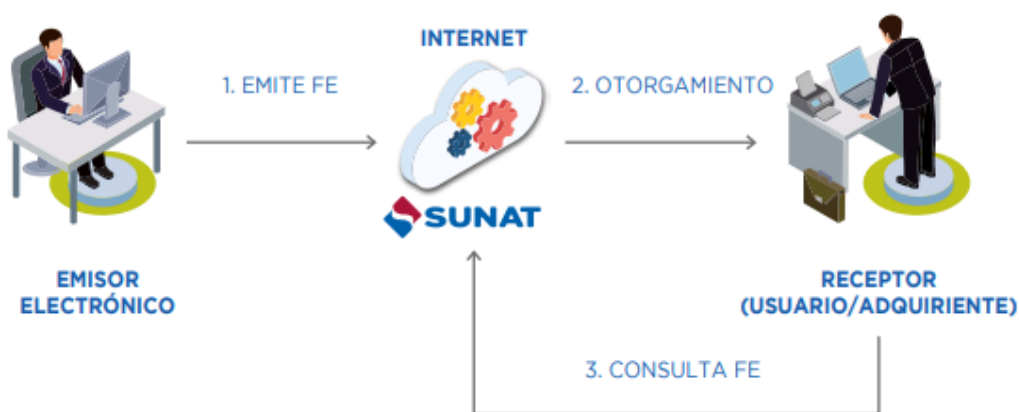 INTERNET
1. EMITE FE
2. OTORGAMIENTO
SUNAT
EMISOR
ELECTRÓNICO
RECEPTOR
(USUARIO/ADQUIRIENTE)
3. CONSULTA FE